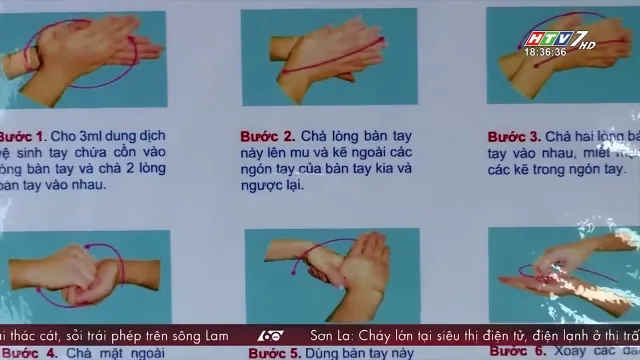 HTV7 HD
18:36:36
Bước 1. Cho 3ml dung dịch
vệ sinh tay chứa cồn vào
lòng bàn tay và chà 2 lòng
bàn tay vào nhau.
Bước 2. Chà lòng bàn tay
này lên mu và kẽ ngoài các
ngón tay của bàn tay kia và
ngược lại.
Bước 3. Chà hai lòng bà
tay vào nhau, miết mạ
các kẽ trong ngón tay.
ai thác cát, sỏi trái phép trên sông Lam
Sơn La: Cháy lớn tại siêu thị điện tử, điện lạnh ở thị trấ
Bước 4. Chà mặt ngoài
Bước 5. Dùng bàn tay này
Bước 6. Xoay các đầ